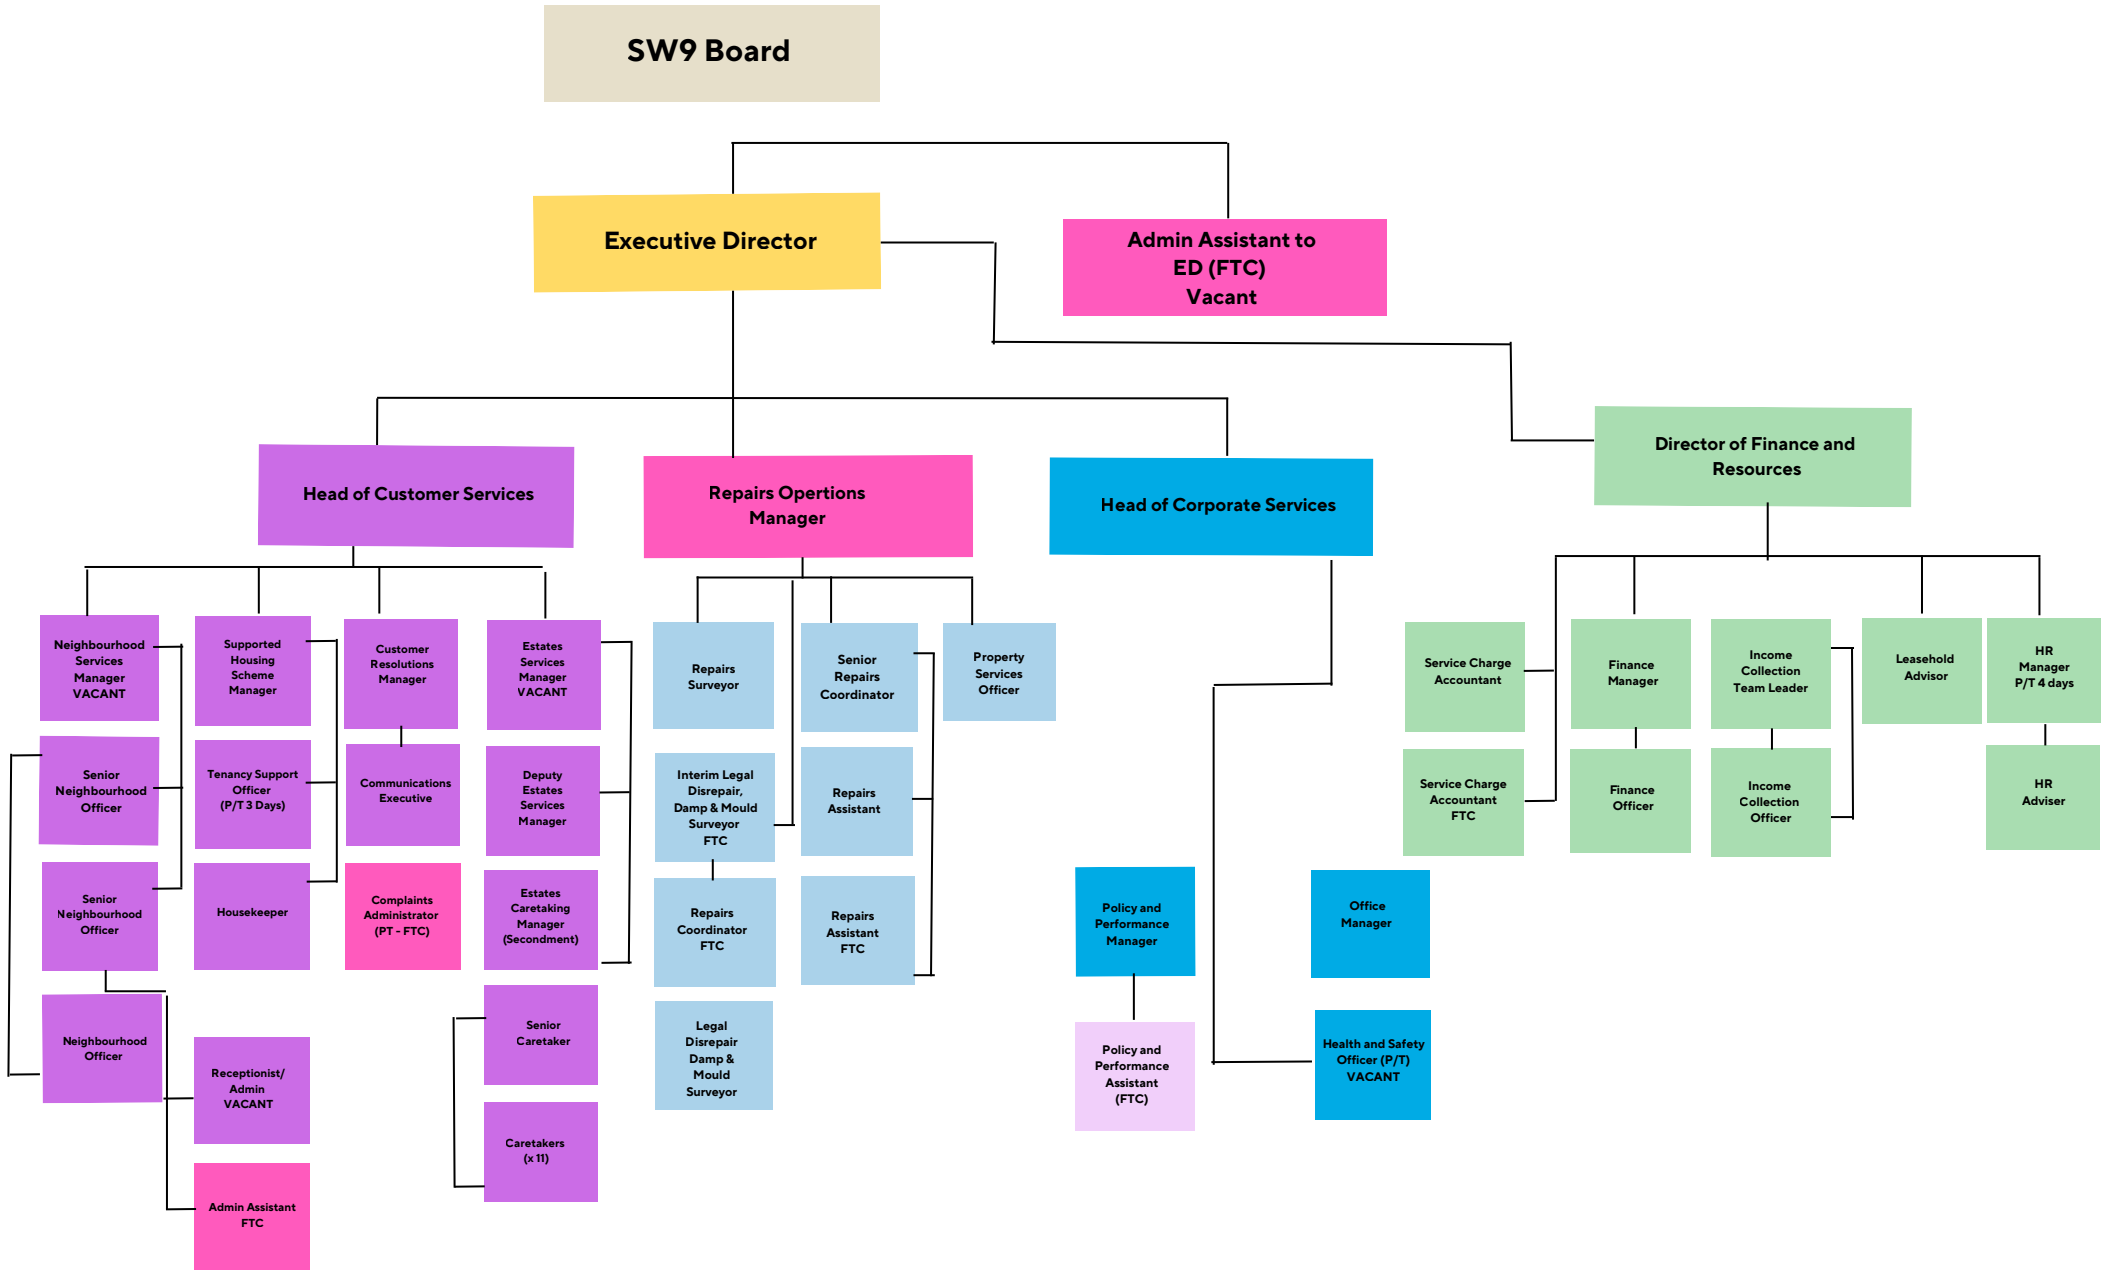 SW9 Board
Executive Director
Admin Assistant to
ED (FTC)
Vacant
Head of Customer Services
Repairs Opertions
Manager
Head of Corporate Services
Director of Finance and
Resources
Neighbourhood
Services
Manager
VACANT
Supported
Housing
Scheme
Manager
Customer
Resolutions
Manager
Estates
Services
Manager
VACANT
Repairs
Surveyor
Senior
Repairs
Coordinator
Property
Services
Officer
Service Charge
Accountant
Finance
Manager
Income
Collection
Team Leader
Leasehold
Advisor
HR
Manager
P/T 4 days
Senior
Neighbourhood
Officer
Tenancy Support
Officer
(P/T 3 Days)
Communications
Executive
Deputy
Estates
Services
Manager
Interim Legal
Disrepair,
Damp & Mould
Surveyor
FTC
Repairs
Assistant
Service Charge
Accountant
FTC
Finance
Officer
Income
Collection
Officer
HR
Adviser
Senior
Neighbourhood
Officer
Housekeeper
Complaints
Administrator
(PT - FTC)
Estates
Caretaking
Manager
(Secondment)
Repairs
Coordinator
FTC
Repairs
Assistant
FTC
Policy and
Performance
Manager
Office
Manager
Neighbourhood
Officer
Receptionist/
Admin
VACANT
Senior
Caretaker
Legal
Disrepair
Damp &
Mould
Surveyor
Policy and
Performance
Assistant
(FTC)
Health and Safety
Officer (P/T)
VACANT
Caretakers
(x 11)
Admin Assistant
FTC